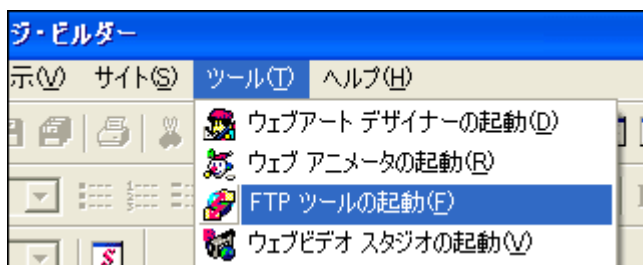 ジ・ビルダー
示(V) サイト(S) ツール(T) ヘルプ(H)
ウェブアート デザイナーの起動(D)
ウェブ アニメータの起動(R)
FTP ツールの起動(F)
ウェブビデオ スタジオの起動(V)